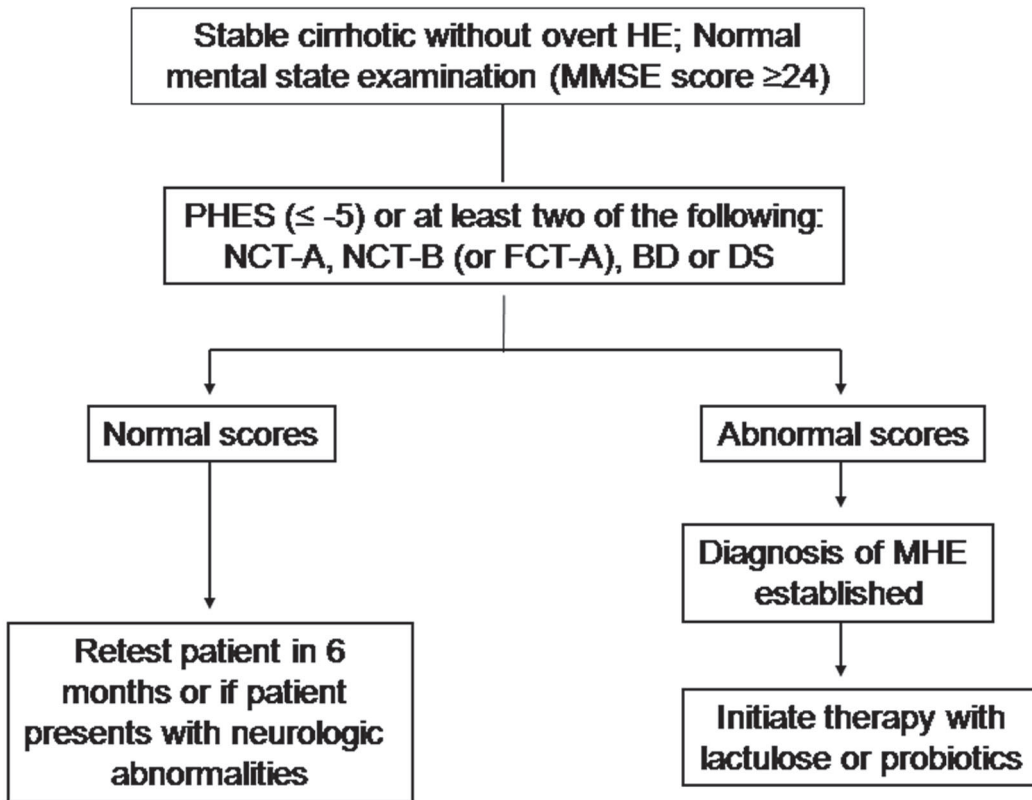 Stable cirrhotic without overt HE; Normal
mental state examination (MMSE score ≥24)
PHES (≤ -5) or at least two of the following:
NCT-A, NCT-B (or FCT-A), BD or DS
Normal scores
Abnormal scores
Diagnosis of MHE
established
Retest patient in 6
months or if patient
presents with neurologic
abnormalities
Initiate therapy with
lactulose or probiotics